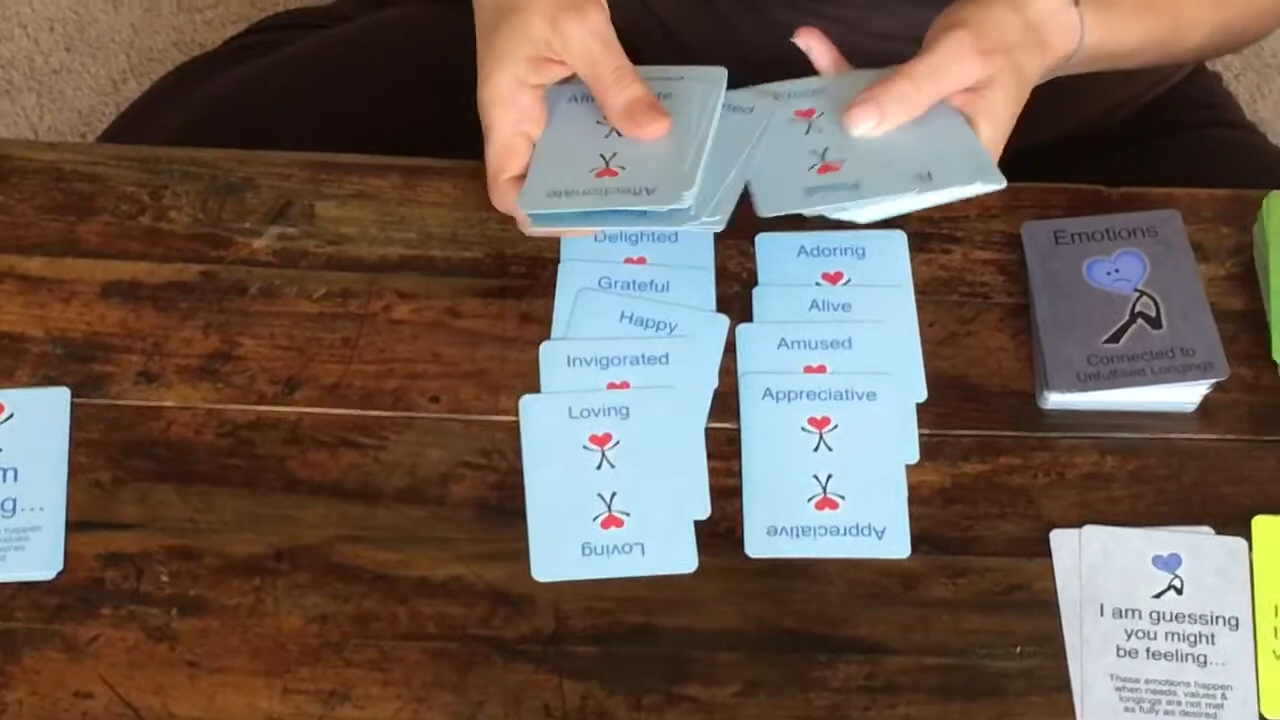 Affectionate
Delighted
Grateful
Happy
Invigorated
Loving
Loving
Adoring
Alive
Amused
Appreciative
Appreciative
Emotions
Connected to
Unfulfilled Longings
I am guessing
you might
be feeling...
These emotions happen
when needs, values &
longings are not met
as fully as desired